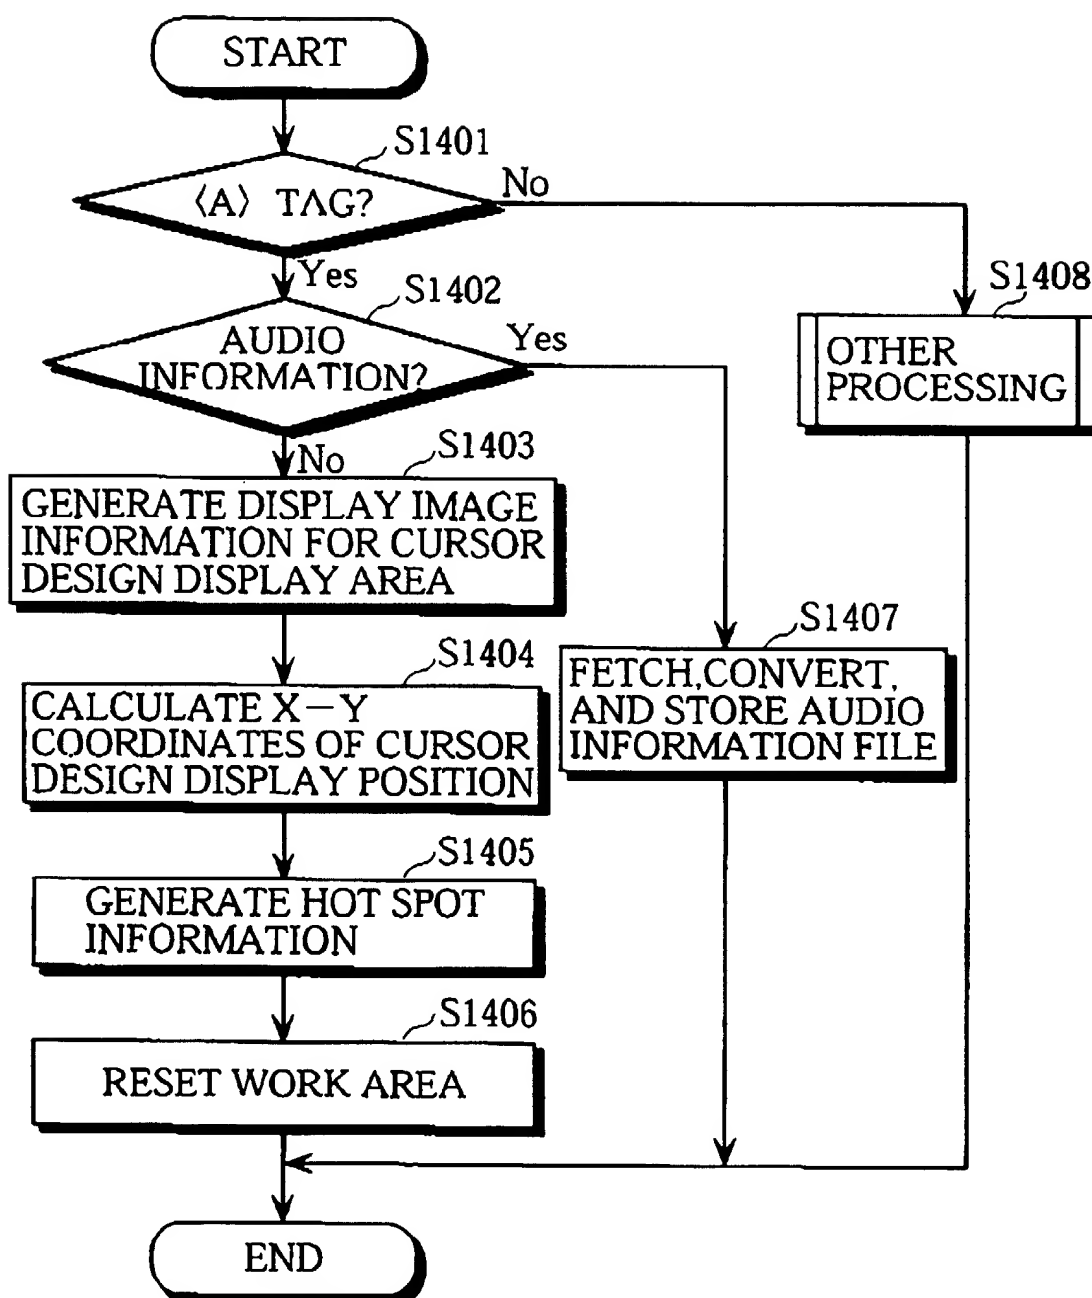 START
S1401
⟨A⟩ TAG?
No
Yes
S1402
AUDIO
INFORMATION?
Yes
S1408
OTHER
PROCESSING
No
S1403
GENERATE DISPLAY IMAGE
INFORMATION FOR CURSOR
DESIGN DISPLAY AREA
S1407
FETCH,CONVERT,
AND STORE AUDIO
INFORMATION FILE
S1404
CALCULATE X-Y
COORDINATES OF CURSOR
DESIGN DISPLAY POSITION
S1405
GENERATE HOT SPOT
INFORMATION
S1406
RESET WORK AREA
END